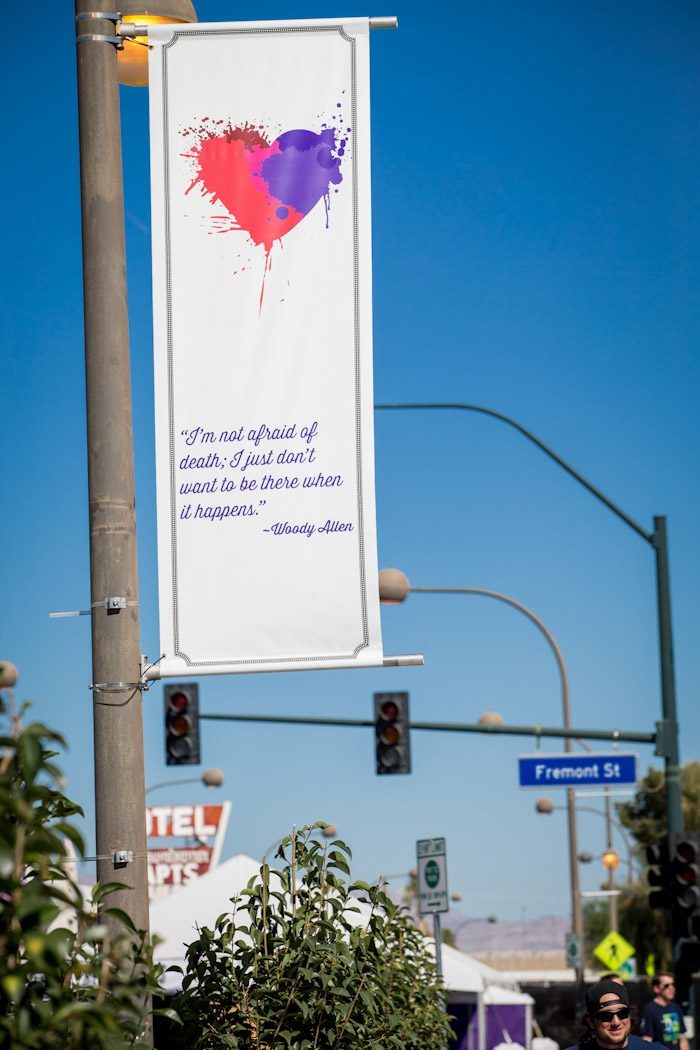 “I’m not afraid of
death; I just don’t
want to be there when
it happens.”
~Woody Allen
Fremont St
OTEL
APTS